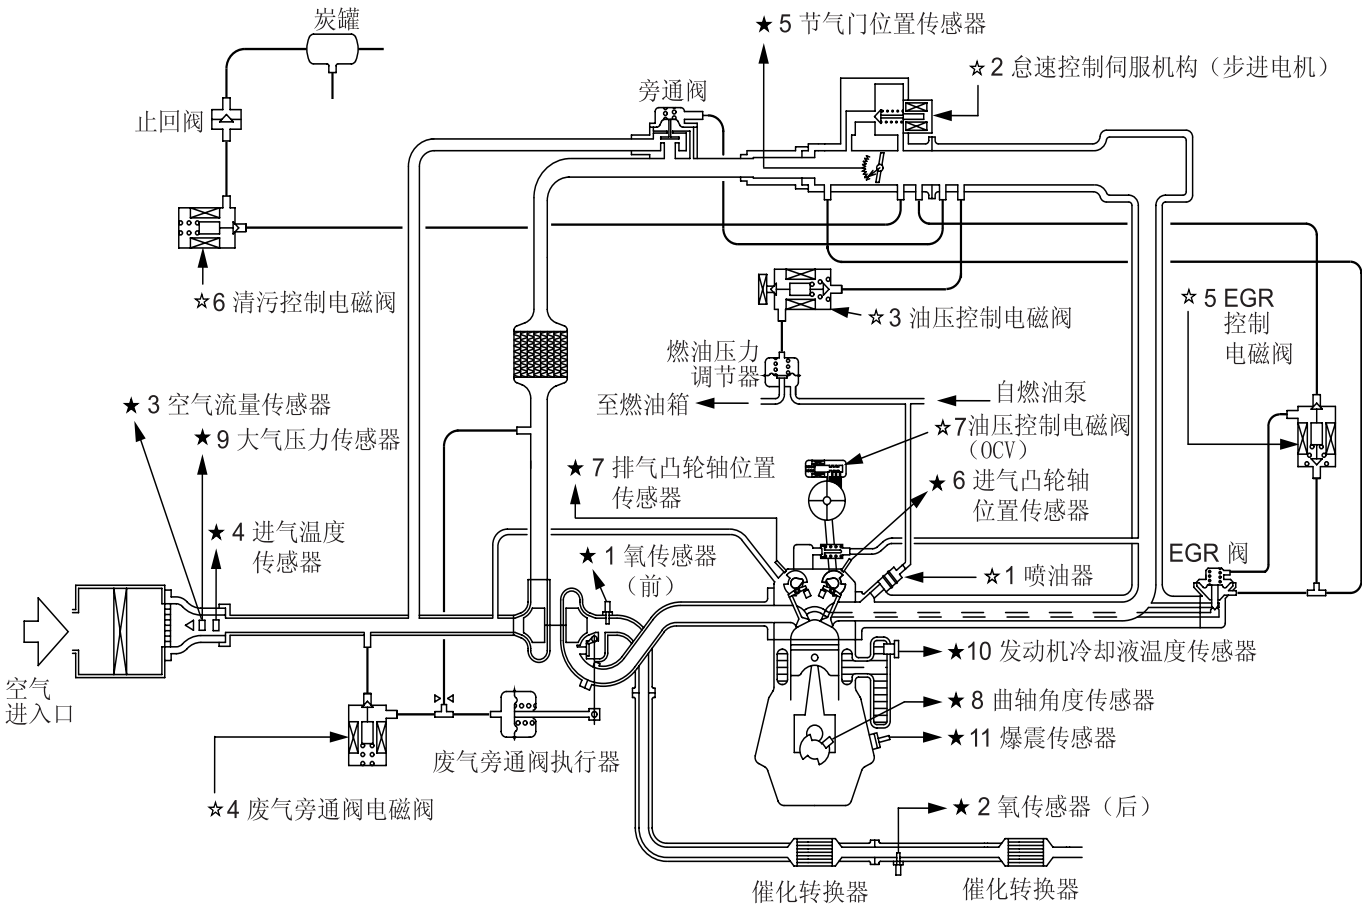 炭罐
★ 5 节气门位置传感器
☆ 2 怠速控制伺服机构（步进电机）
旁通阀
止回阀
☆ 6 清污控制电磁阀
☆ 3 油压控制电磁阀
☆ 5 EGR
控制
电磁阀
燃油压力
调节器
至燃油箱
自燃油泵
★ 3 空气流量传感器
★ 9 大气压力传感器
☆7油压控制电磁阀
（OCV）
★ 7 排气凸轮轴位置
传感器
★ 6 进气凸轮轴
位置传感器
★ 4 进气温度
传感器
★ 1 氧传感器
（前）
EGR 阀
☆1 喷油器
★10 发动机冷却液温度传感器
空气
进入口
★ 8 曲轴角度传感器
★11 爆震传感器
废气旁通阀执行器
☆4 废气旁通阀电磁阀
★ 2 氧传感器（后）
催化转换器
催化转换器